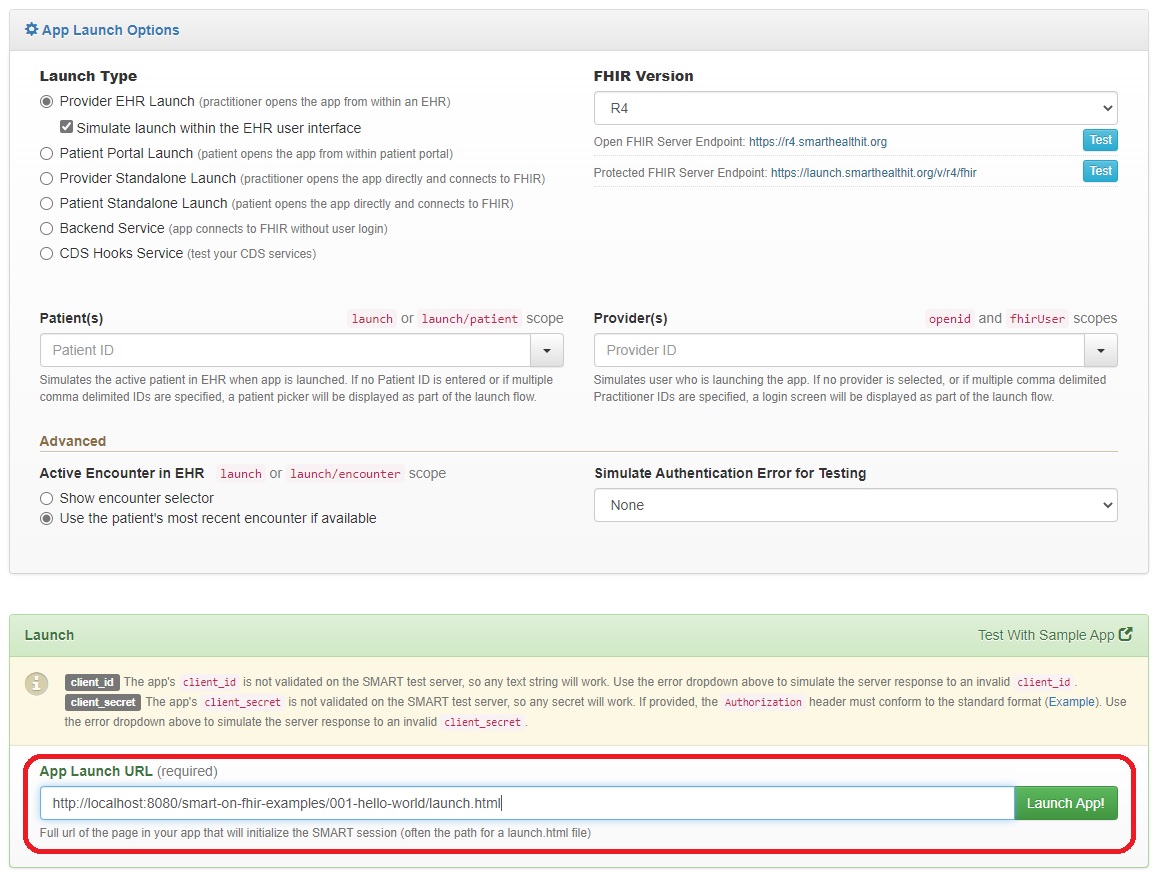 App Launch Options
Launch Type
Provider EHR Launch (practitioner opens the app from within an EHR)
Simulate launch within the EHR user interface
Patient Portal Launch (patient opens the app from within patient portal)
Provider Standalone Launch (practitioner opens the app directly and connects to FHIR)
Patient Standalone Launch (patient opens the app directly and connects to FHIR)
Backend Service (app connects to FHIR without user login)
CDS Hooks Service (test your CDS services)
FHIR Version
R4
Open FHIR Server Endpoint: https://r4.smarthealthit.org Test
Protected FHIR Server Endpoint: https://launch.smarthealthit.org/v/r4/fhir Test
Patient(s) launch or launch/patient scope
Patient ID
Simulates the active patient in EHR when app is launched. If no Patient ID is entered or if multiple
comma delimited IDs are specified, a patient picker will be displayed as part of the launch flow.
Provider(s) openid and fhirUser scopes
Provider ID
Simulates user who is launching the app. If no provider is selected, or if multiple comma delimited
Practitioner IDs are specified, a login screen will be displayed as part of the launch flow.
Advanced
Active Encounter in EHR launch or launch/encounter scope
Show encounter selector
Use the patient's most recent encounter if available
Simulate Authentication Error for Testing
None
Launch Test With Sample App
client_id The app's client_id is not validated on the SMART test server, so any text string will work. Use the error dropdown above to simulate the server response to an invalid client_id .
client_secret The app's client_secret is not validated on the SMART test server, so any secret will work. If provided, the Authorization header must conform to the standard format (Example). Use
the error dropdown above to simulate the server response to an invalid client_secret .
App Launch URL (required)
http://localhost:8080/smart-on-fhir-examples/001-hello-world/launch.html Launch App!
Full url of the page in your app that will initialize the SMART session (often the path for a launch.html file)